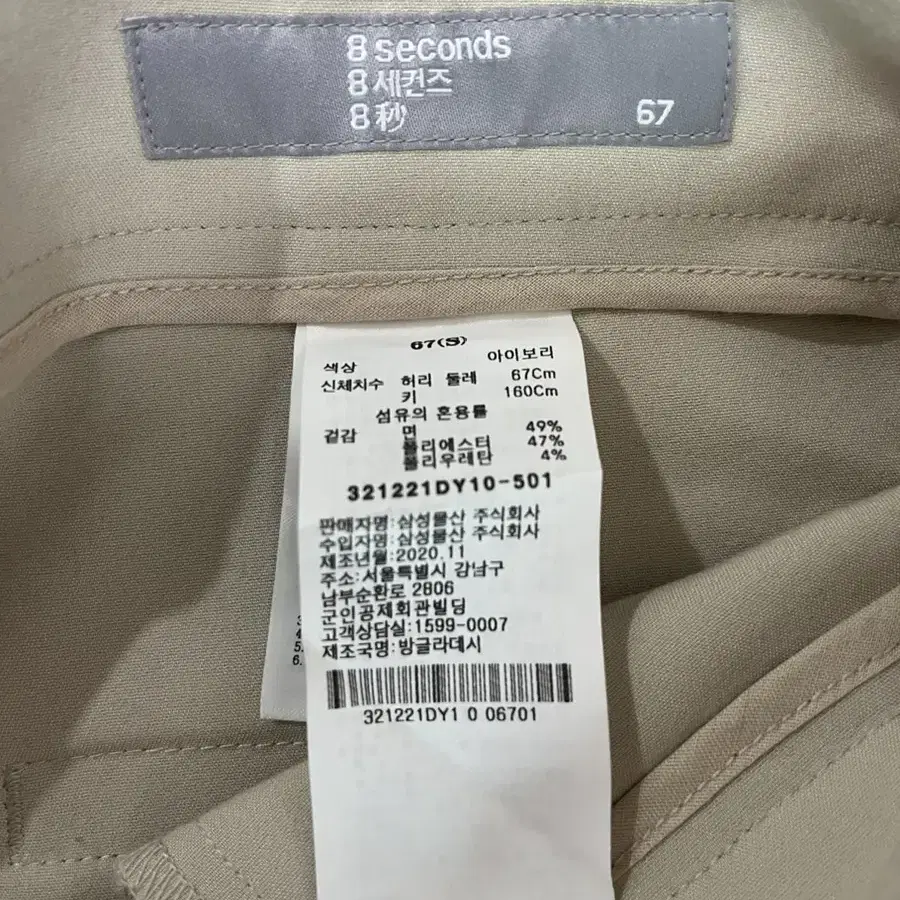 8 seconds
8 세컨즈
8 秒
67
67(S)
색상 아이보리
신체치수 허리 둘레 67Cm
키 160Cm
섬유의 혼용률
겉감 면 49%
폴리에스터 47%
폴리우레탄 4%
321221DY10-501
판매자명:삼성물산 주식회사
수입자명:삼성물산 주식회사
제조년월:2020.11
주소:서울특별시 강남구
남부순환로 2806
군인공제회관빌딩
고객상담실:1599-0007
제조국명:방글라데시
321221DY1 0 06701
4
5.
6.